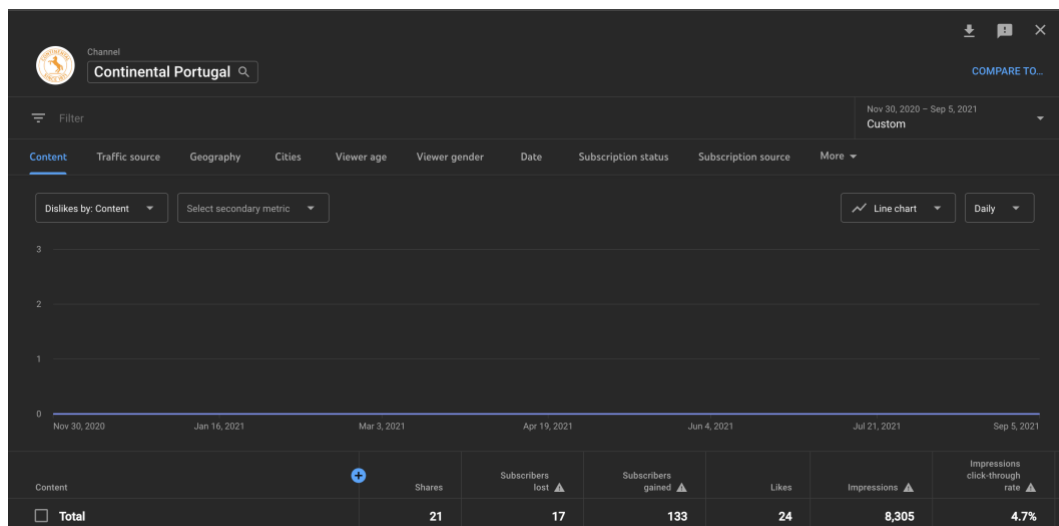 Channel
Continental Portugal
COMPARE TO...
Filter
Nov 30, 2020 – Sep 5, 2021
Custom
Content Traffic source Geography Cities Viewer age Viewer gender Date Subscription status Subscription source More
Dislikes by: Content Select secondary metric Line chart Daily
3
2
1
0
Nov 30, 2020 Jan 16, 2021 Mar 3, 2021 Apr 19, 2021 Jun 4, 2021 Jul 21, 2021 Sep 5, 2021
Content Shares Subscribers lost Subscribers gained Likes Impressions Impressions click-through rate
Total 21 17 133 24 8,305 4.7%